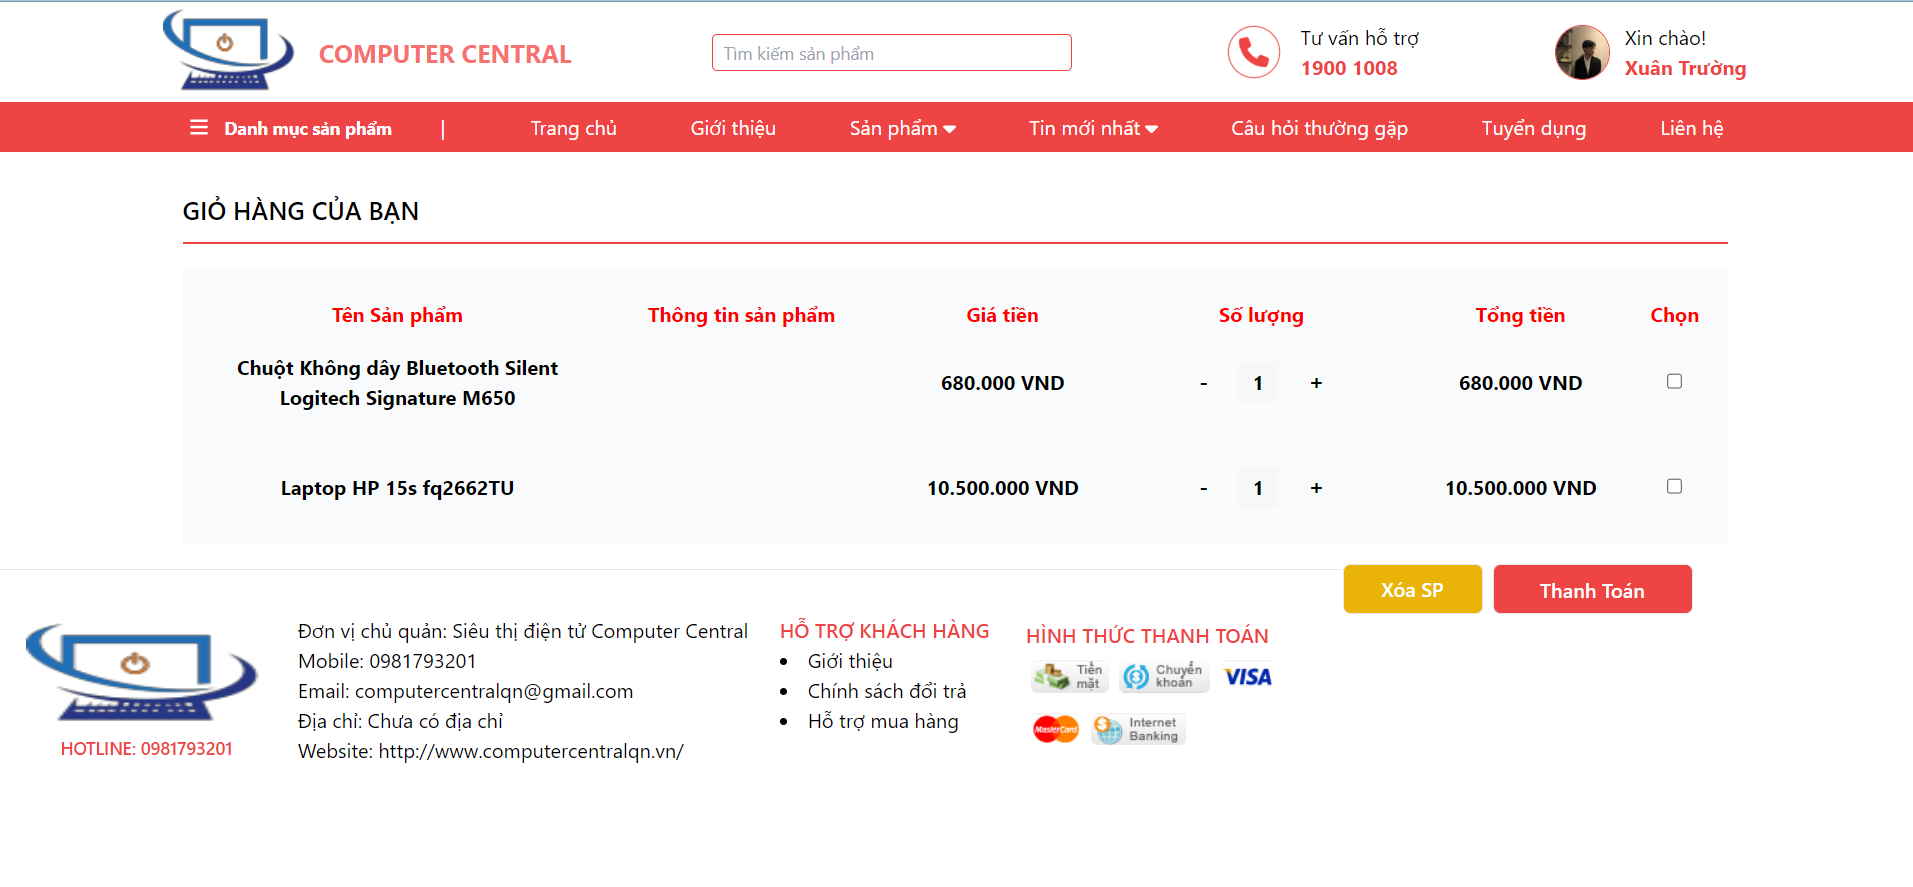 COMPUTER CENTRAL
Tìm kiếm sản phẩm
Tư vấn hỗ trợ
1900 1008
Xin chào!
Xuân Trường
Danh mục sản phẩm |
Trang chủ
Giới thiệu
Sản phẩm
Tin mới nhất
Câu hỏi thường gặp
Tuyển dụng
Liên hệ
GIỎ HÀNG CỦA BẠN
Tên Sản phẩm
Thông tin sản phẩm
Giá tiền
Số lượng
Tổng tiền
Chọn
Chuột Không dây Bluetooth Silent
Logitech Signature M650
680.000 VND
- 1 +
680.000 VND
Laptop HP 15s fq2662TU
10.500.000 VND
- 1 +
10.500.000 VND
Xóa SP
Thanh Toán
HOTLINE: 0981793201
Đơn vị chủ quản: Siêu thị điện tử Computer Central
Mobile: 0981793201
Email: computercentralqn@gmail.com
Địa chỉ: Chưa có địa chỉ
Website: http://www.computercentralqn.vn/
HỖ TRỢ KHÁCH HÀNG
• Giới thiệu
• Chính sách đổi trả
• Hỗ trợ mua hàng
HÌNH THỨC THANH TOÁN
Tiền
mặt
Chuyển
khoản
VISA
MasterCard
Internet
Banking